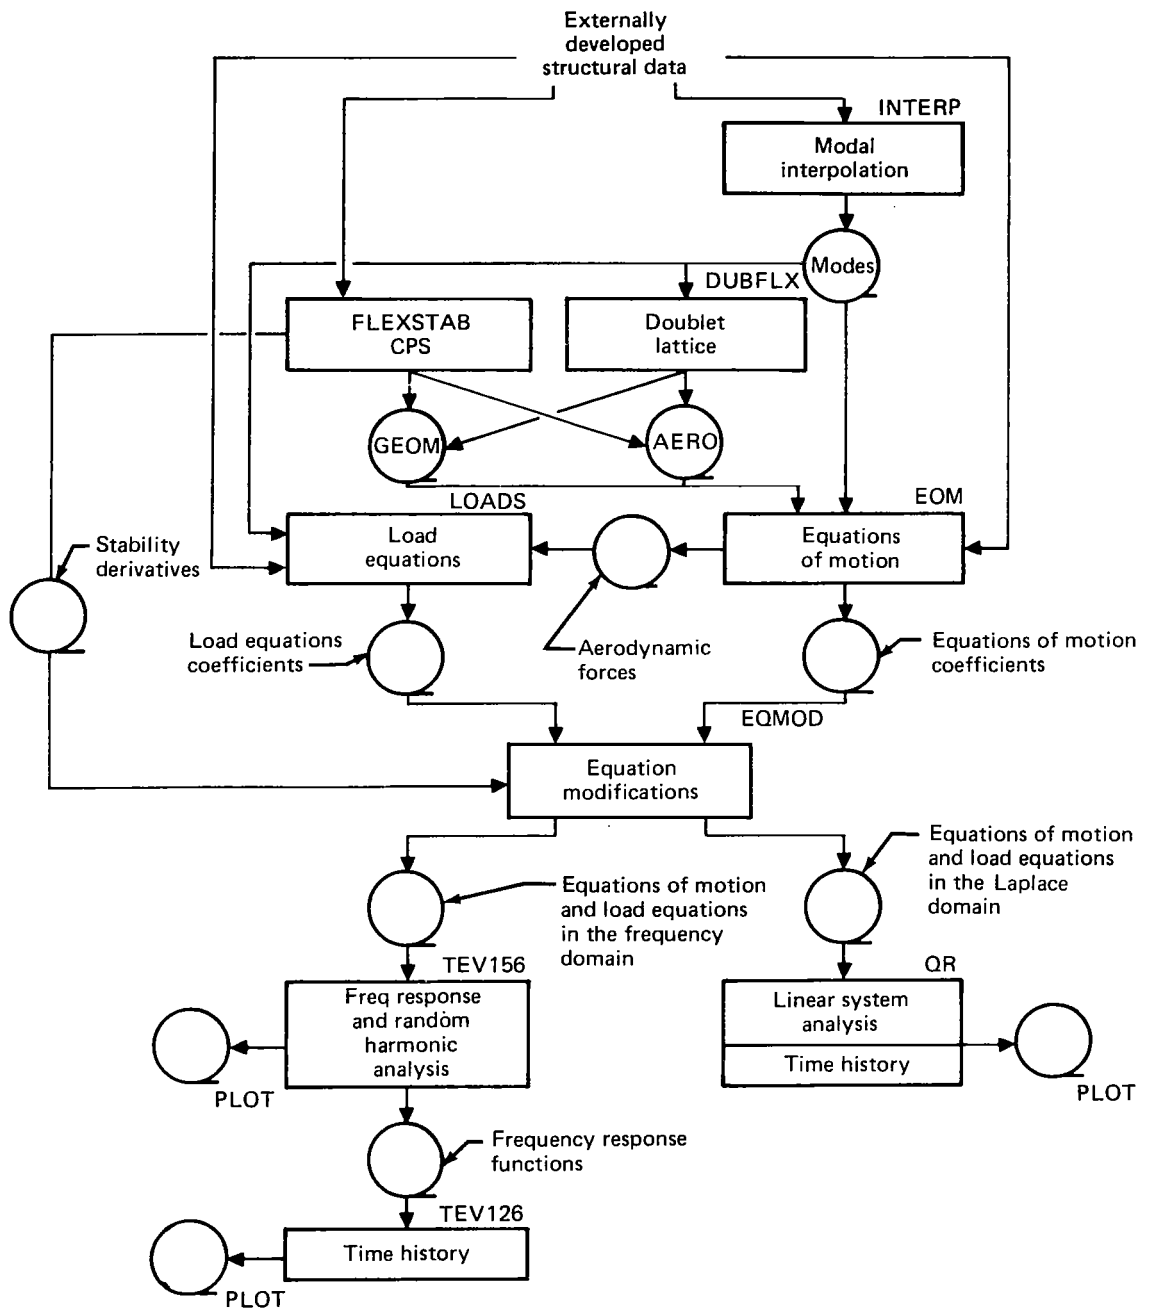 Externally
developed
structural data
INTERP
Modal
interpolation
Modes
DUBFLX
FLEXSTAB
CPS
Doublet
lattice
GEOM
AERO
LOADS
EOM
Load
equations
Equations
of motion
Stability
derivatives
Load equations
coefficients
Aerodynamic
forces
Equations of motion
coefficients
EQMOD
Equation
modifications
Equations of motion
and load equations
in the Laplace
domain
Equations of motion
and load equations
in the frequency
domain
TEV156
QR
Freq response
and random
harmonic
analysis
Linear system
analysis
Time history
PLOT
PLOT
Frequency response
functions
TEV126
Time history
PLOT